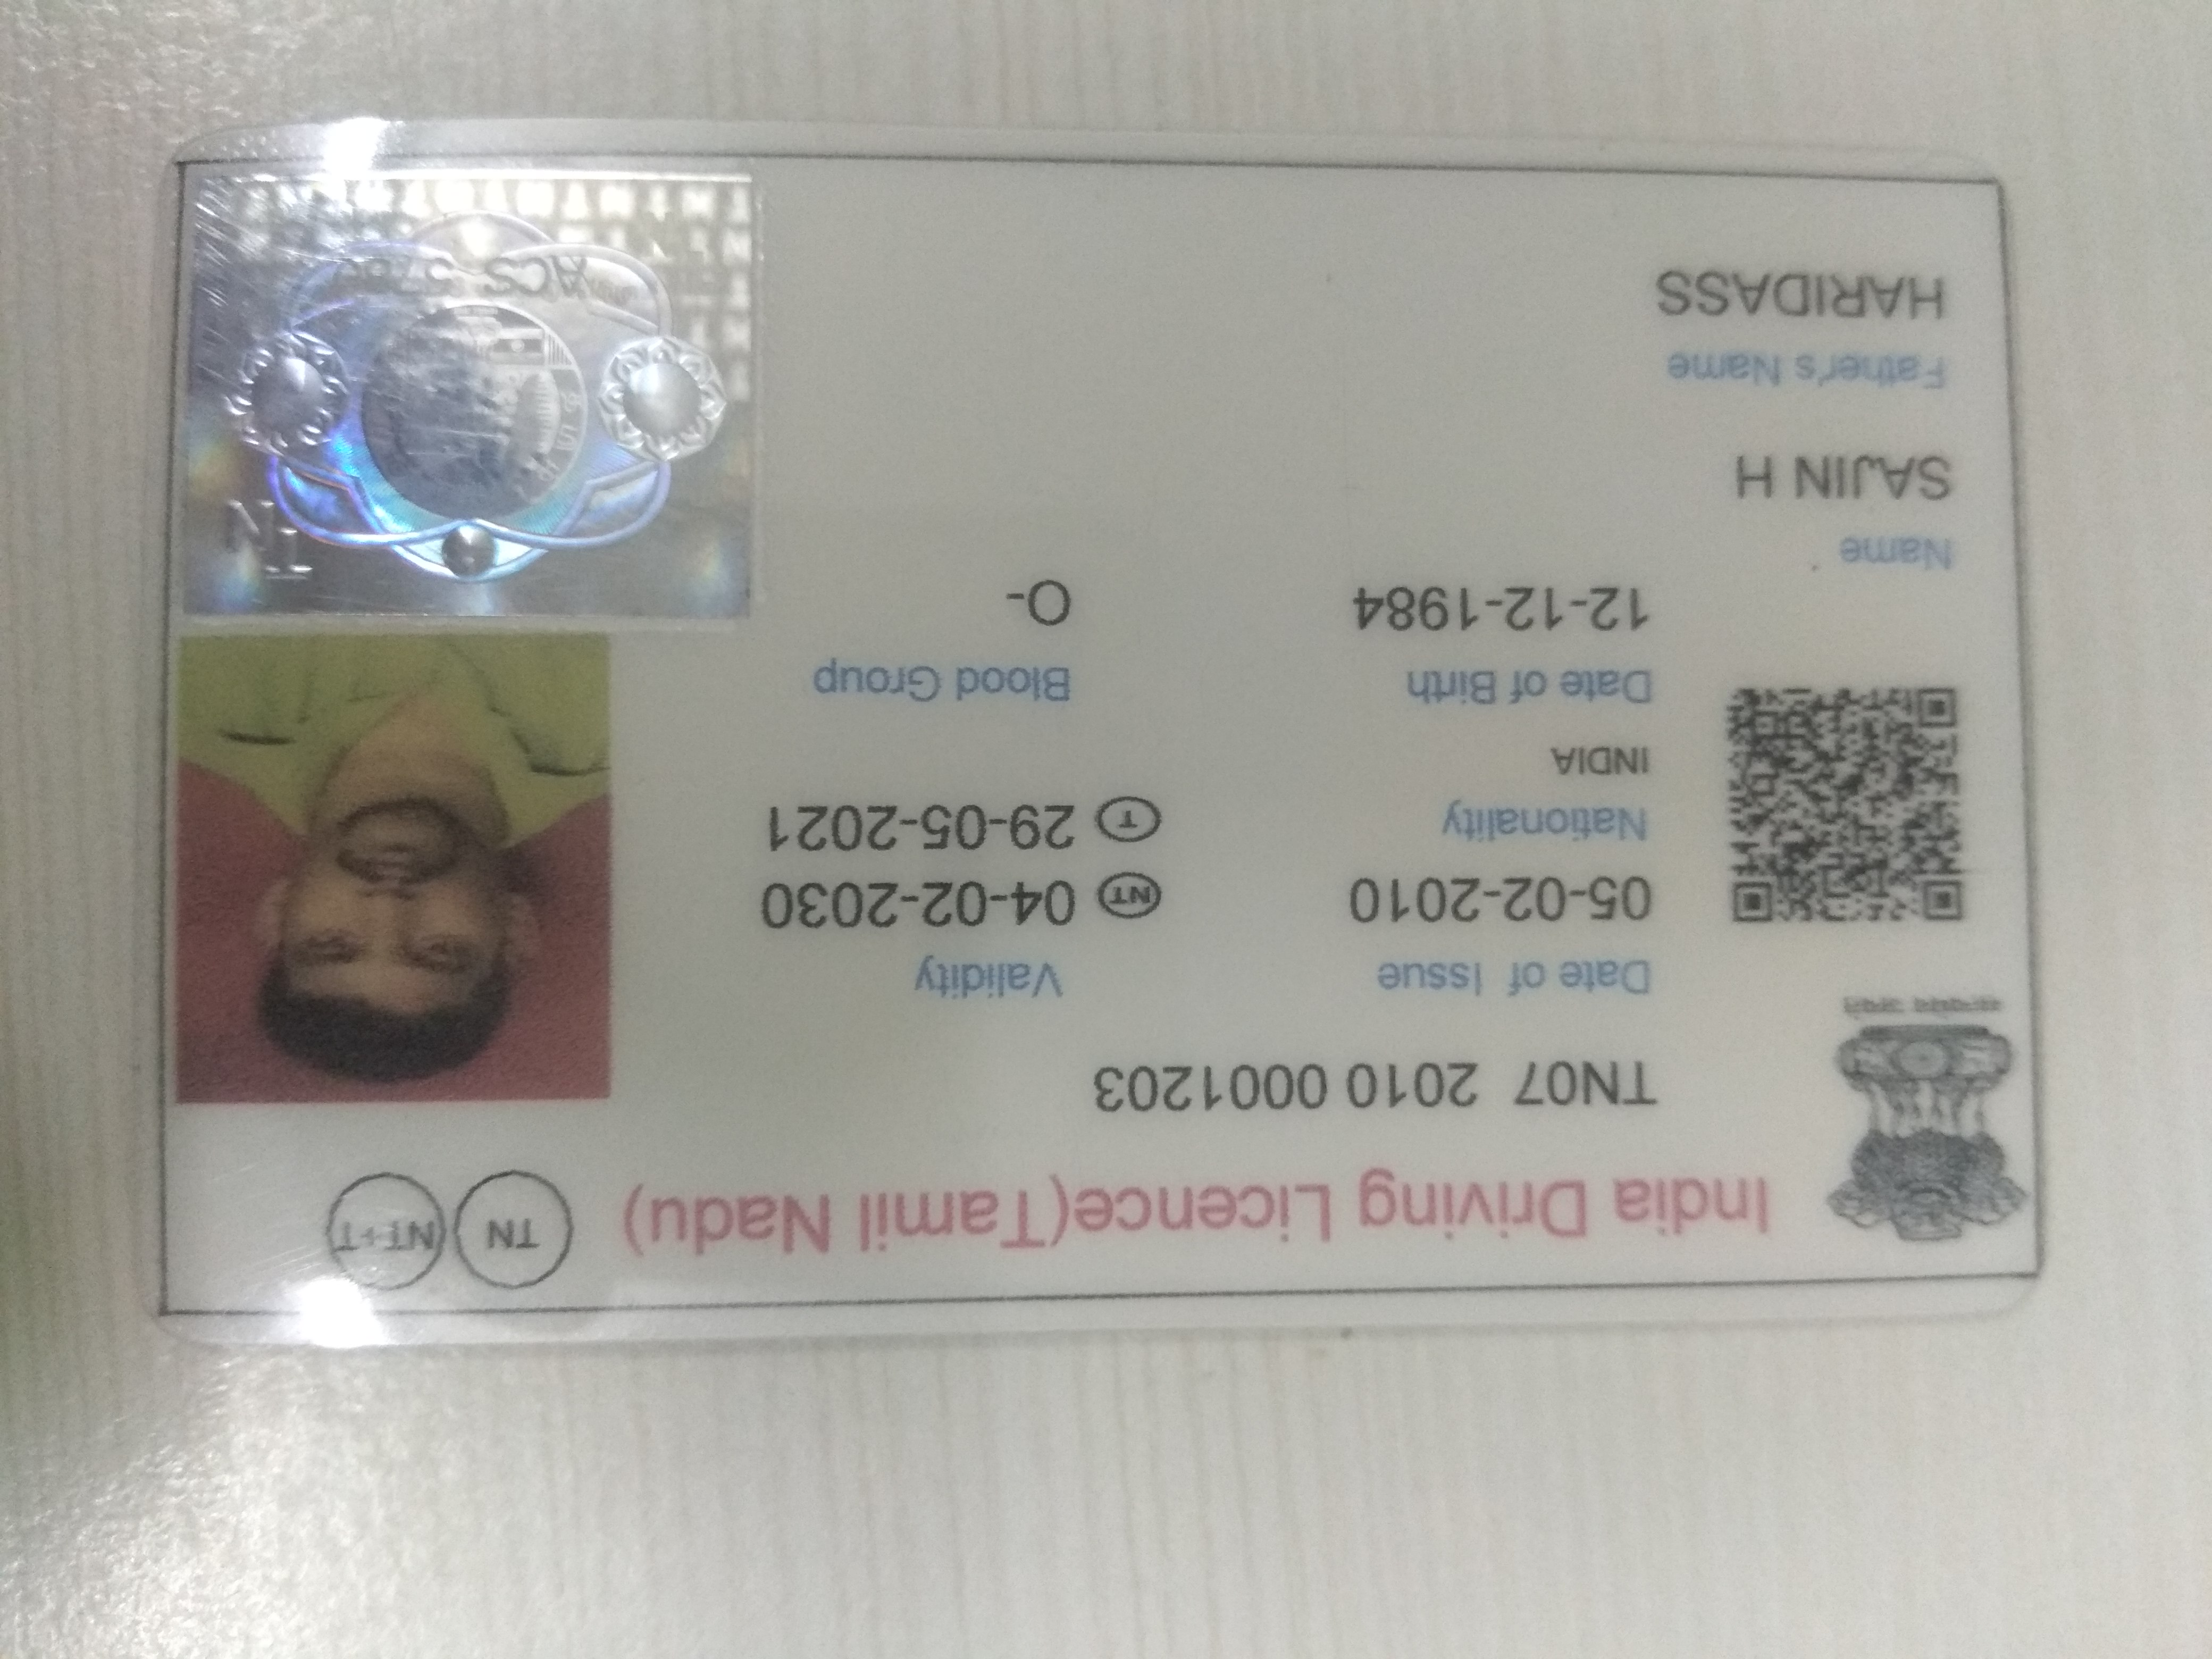 India Driving Licence(Tamil Nadu)
TN
NT+T
TN07 2010 0001203
Date of Issue
Validity
05-02-2010
NT 04-02-2030
Nationality
T 29-05-2021
INDIA
Date of Birth
Blood Group
12-12-1984
O-
Name
SAJIN H
Father's Name
HARIDASS
TN
ACS